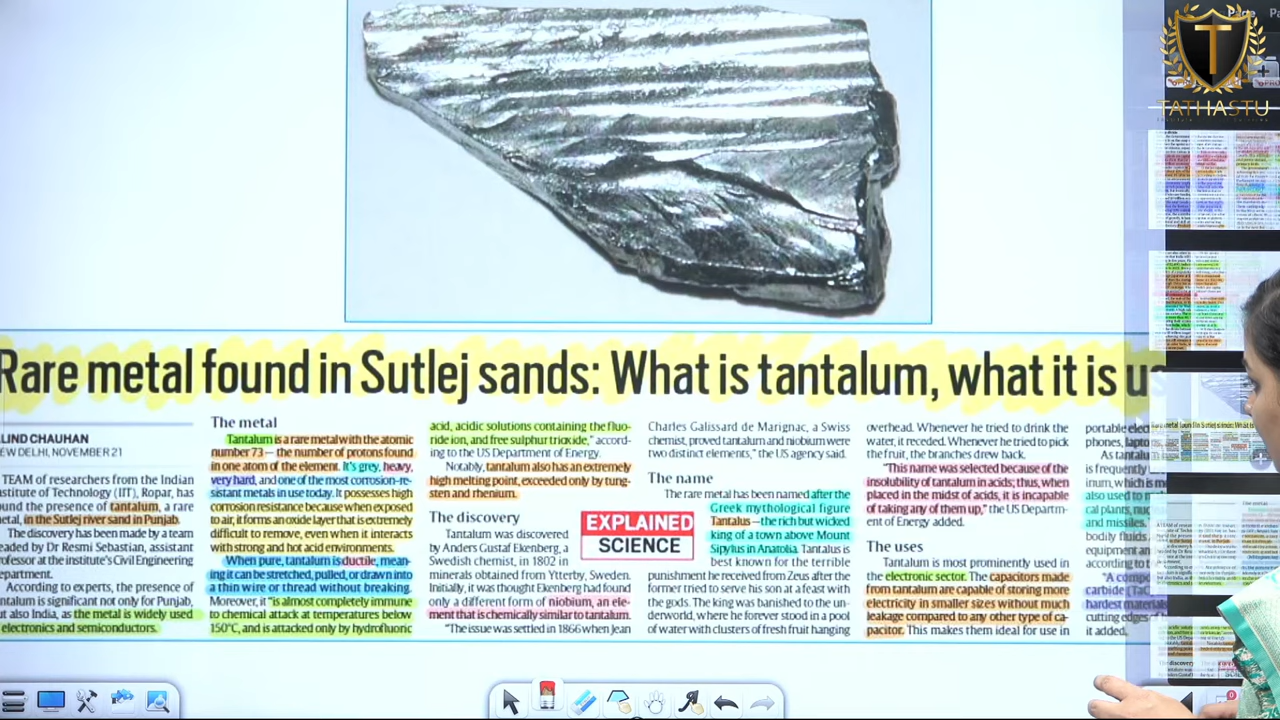 TATHASTU
Rare metal found in Sutlej sands: What is tantalum, what it is us
LIND CHAUHAN
EW DELHI, NOVEMBER 21
TEAM of researchers from the Indian
stitute of Technology (IIT), Ropar, has
und the presence of tantalum, a rare
etal, in the Sutlej river sand in Punjab.
The discovery has been made by a team
eaded by Dr Resmi Sebastian, assistant
ofessor at the institute's Civil Engineering
epartment.
According to experts, the presence of
ntalum is significant not only for Punjab,
ut also India, as the metal is widely used
electronics and semiconductors.
The metal
Tantalum is a rare metal with the atomic
number 73 — the number of protons found
in one atom of the element. It's grey, heavy,
very hard, and one of the most corrosion-re-
sistant metals in use today. It possesses high
corrosion resistance because when exposed
to air, it forms an oxide layer that is extremely
difficult to remove, even when it interacts
with strong and hot acid environments.
When pure, tantalum is ductile, mean-
ing it can be stretched, pulled, or drawn into
a thin wire or thread without breaking.
Moreover, it "is almost completely immune
to chemical attack at temperatures below
150°C, and is attacked only by hydrofluoric
acid, acidic solutions containing the fluo-
ride ion, and free sulphur trioxide," accord-
ing to the US Department of Energy.
Notably, tantalum also has an extremely
high melting point, exceeded only by tung-
sten and rhenium.
The discovery
Tantalum was discovered
by Anders Gustaf Ekenberg, a
Swedish chemist, in 1802 in
minerals obtained from Ytterby, Sweden.
Initially, it was thought Ekenberg had found
only a different form of niobium, an ele-
ment that is chemically similar to tantalum.
"The issue was settled in 1866 when Jean
EXPLAINED
SCIENCE
Charles Galissard de Marignac, a Swiss
chemist, proved tantalum and niobium were
two distinct elements," the US agency said.
The name
The rare metal has been named after the
Greek mythological figure
Tantalus — the rich but wicked
king of a town above Mount
Sipylus in Anatolia. Tantalus is
best known for the terrible
punishment he received from Zeus after the
former tried to serve his son at a feast with
the gods. The king was banished to the un-
derworld, where he forever stood in a pool
of water with clusters of fresh fruit hanging
overhead. Whenever he tried to drink the
water, it receded. Whenever he tried to pick
the fruit, the branches drew back.
"This name was selected because of the
insolubility of tantalum in acids; thus, when
placed in the midst of acids, it is incapable
of taking any of them up," the US Departm-
ent of Energy added.
The uses
Tantalum is most prominently used in
the electronic sector. The capacitors made
from tantalum are capable of storing more
electricity in smaller sizes without much
leakage compared to any other type of ca-
pacitor. This makes them ideal for use in
portable elec
phones, lapto
As tantalu
is frequently
inum, which is m
also used to m
cal plants, nuc
and missiles.
bodily fluids
equipment an
according to t
"A compo
carbide (TaC
hardest materia
cutting edges
it added.